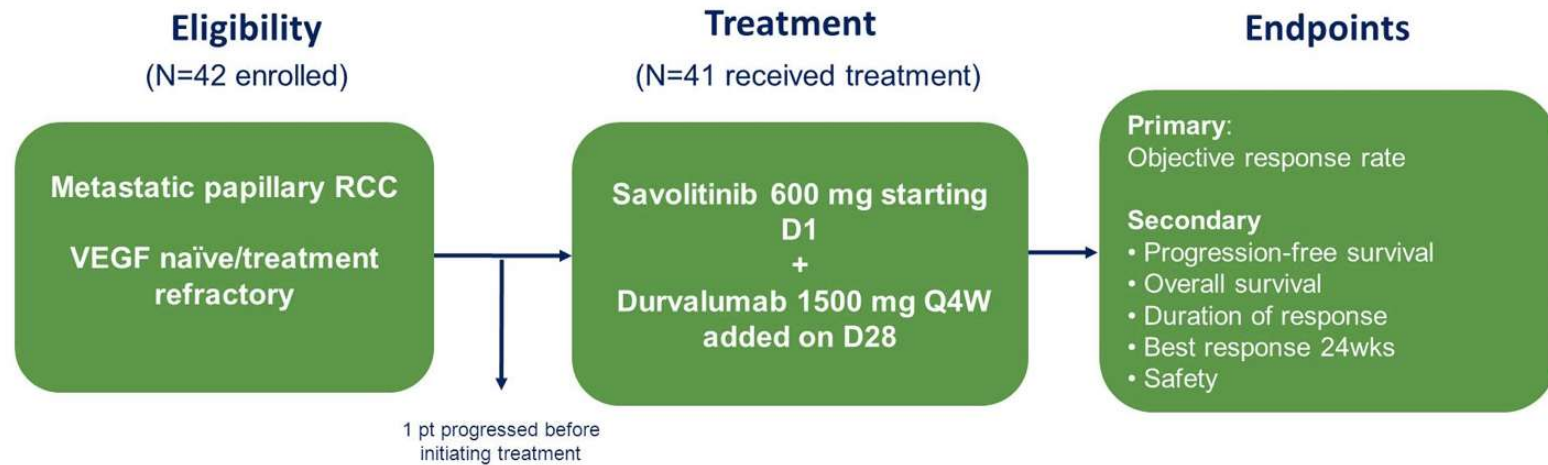 Eligibility
(N=42 enrolled)
Metastatic papillary RCC
VEGF naïve/treatment
refractory
1 pt progressed before
initiating treatment
Treatment
(N=41 received treatment)
Savolitinib 600 mg starting
D1
+
Durvalumab 1500 mg Q4W
added on D28
Endpoints
Primary:
Objective response rate
Secondary
• Progression-free survival
• Overall survival
• Duration of response
• Best response 24wks
• Safety